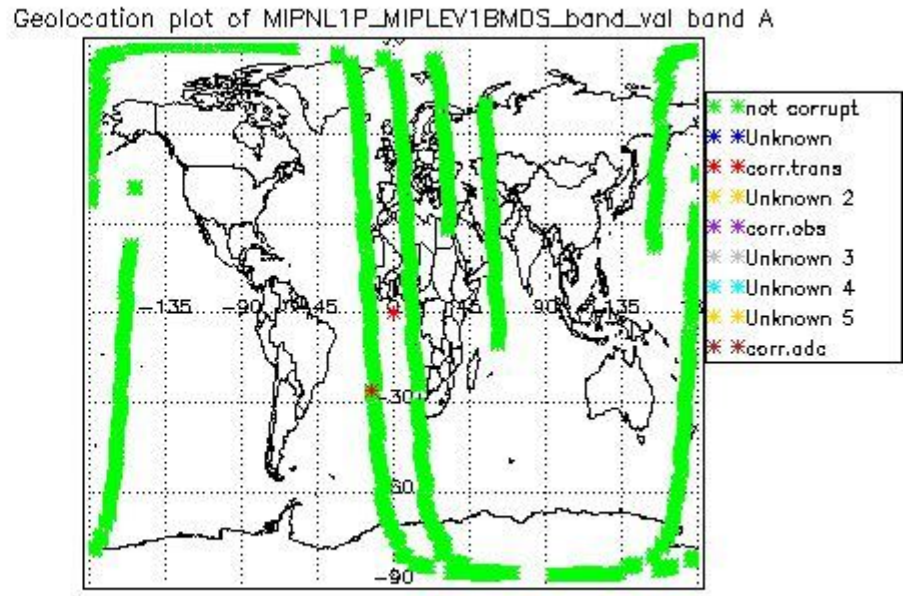 Geolocation plot of MIPNL1P_MIPLEV1BMDS_band_val band A
not corrupt
Unknown
corr.trans
Unknown 2
corr.obs
Unknown 3
Unknown 4
Unknown 5
corr.adc
-135 -90 -45 45 90 135
-30
-60
-90